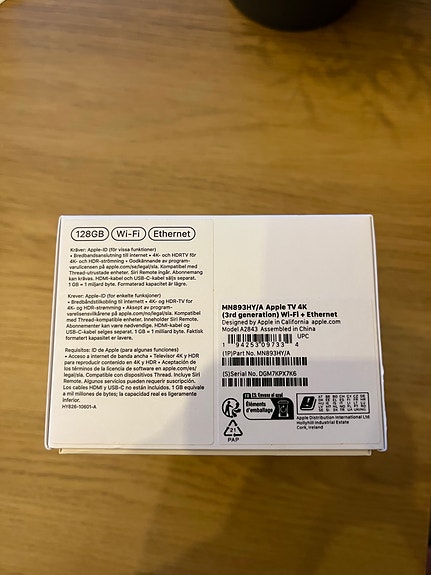 128GB Wi-Fi Ethernet
Kräver: Apple-ID (för vissa funktioner)
• Bredbandsanslutning till internet • 4K- och HDRTV för
4K- och HDR-strömning • Godkännande av program-
varulicensen på apple.com/se/legal/sla. Kompatibel med
Thread-utrustade enheter. Siri Remote ingår. Abonnemang
kan krävas. HDMI-kabel och USB-C-kabel säljs separat.
1 GB = 1 miljard byte. Formaterad kapacitet är lägre.
Krever: Apple-ID (for enkelte funksjoner)
• Bredbåndstilkobling til internett • 4K- og HDR-TV for
4K- og HDR-strømming • Aksept av program-
varelisensvilkårene på apple.com/no/legal/sla. Kompatibel
med Thread-kompatible enheter. Inneholder Siri Remote.
Abonnementer kan være nødvendige. HDMI-kabel og
USB-C-kabel selges separat. 1 GB = 1 milliard byte. Faktisk
formatert kapasitet er lavere.
Requisitos: ID de Apple (para algunas funciones)
• Acceso a internet de banda ancha • Televisor 4K y HDR
para reproducir contenido en 4K y HDR • Aceptación de
los términos de la licencia de software en apple.com/es/
legal/sla. Compatible con dispositivos Thread. Incluye Siri
Remote. Algunos servicios pueden requerir suscripción.
Los cables HDMI y USB-C no están incluidos. 1 GB equivale
a mil millones de bytes; la capacidad real es ligeramente
inferior.
HY826-10601-A
MN893HY/A Apple TV 4K
(3rd generation) Wi-Fi + Ethernet
Designed by Apple in California apple.com
Model A2843 Assembled in China
UPC
1 94253 09733 4
(1P)Part No. MN893HY/A
(S)Serial No. DGM7KPX7K6
Éléments
d'emballage
21
PAP
Apple Distribution International Ltd
Hollyhill Industrial Estate
Cork, Ireland